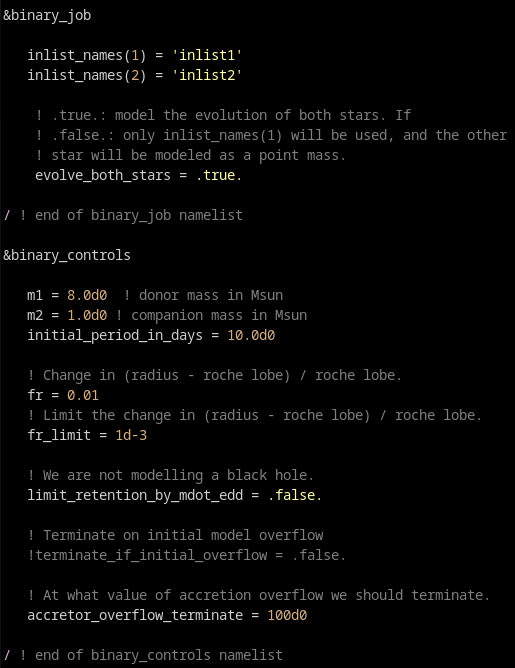 &binary_job
inlist_names(1) = 'inlist1'
inlist_names(2) = 'inlist2'
! .true.: model the evolution of both stars. If
! .false.: only inlist_names(1) will be used, and the other
! star will be modeled as a point mass.
evolve_both_stars = .true.
/ ! end of binary_job namelist
&binary_controls
m1 = 8.0d0  ! donor mass in Msun
m2 = 1.0d0 ! companion mass in Msun
initial_period_in_days = 10.0d0
! Change in (radius - roche lobe) / roche lobe.
fr = 0.01
! Limit the change in (radius - roche lobe) / roche lobe.
fr_limit = 1d-3
! We are not modelling a black hole.
limit_retention_by_mdot_edd = .false.
! Terminate on initial model overflow
!terminate_if_initial_overflow = .false.
! At what value of accretion overflow we should terminate.
accretor_overflow_terminate = 100d0
/ ! end of binary_controls namelist